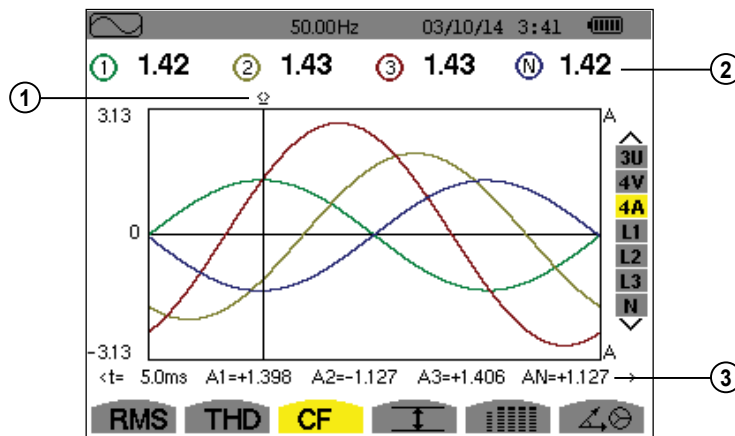 50.00Hz 03/10/14 3:41
1 1.42 2 1.43 3 1.43 N 1.42
2
1
3.13 A
3U
4V
4A
0 L1
L2
L3
N
-3.13 A
<t= 5.0ms A1=+1.398 A2=-1.127 A3=+1.406 AN=+1.127 >
3
RMS THD CF